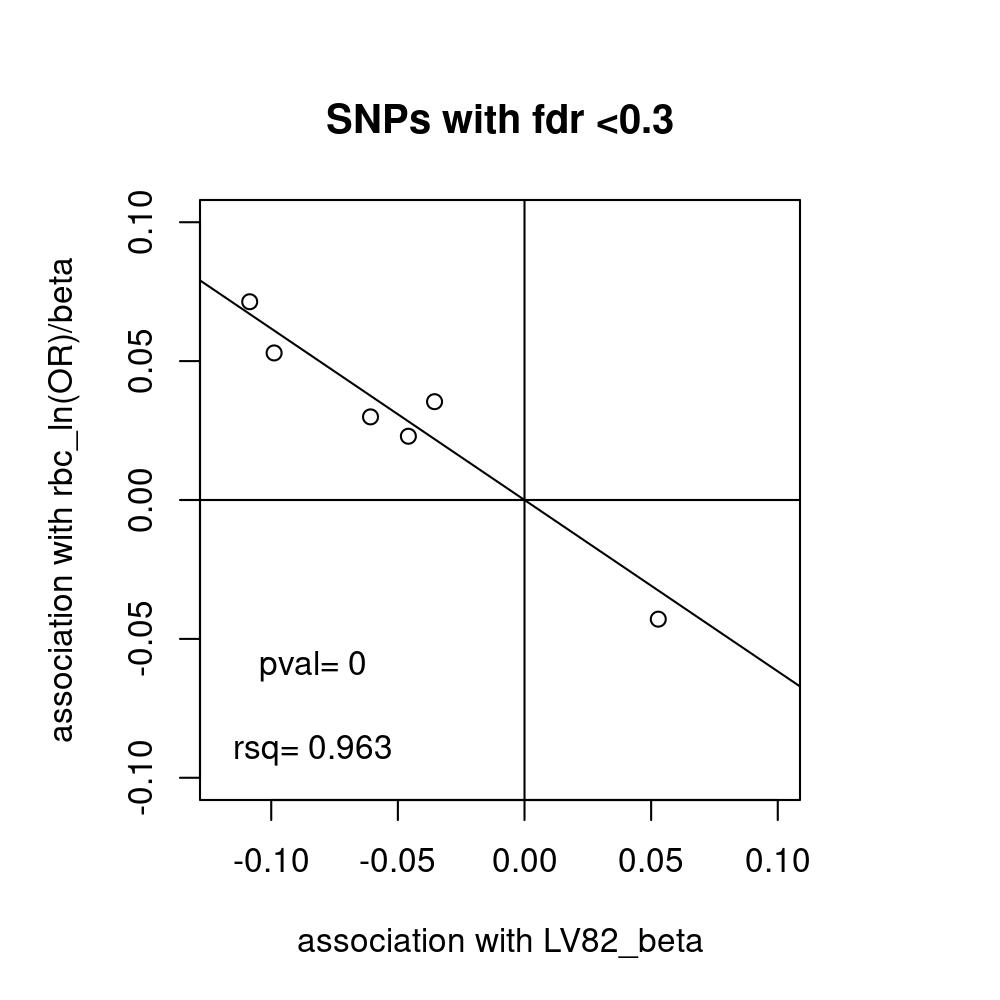 SNPs with fdr <0.3
association with rbc_ln(OR)/beta
0.10
0.05
0.00
-0.05
-0.10
pval= 0
rsq= 0.963
-0.10 -0.05 0.00 0.05 0.10
association with LV82_beta